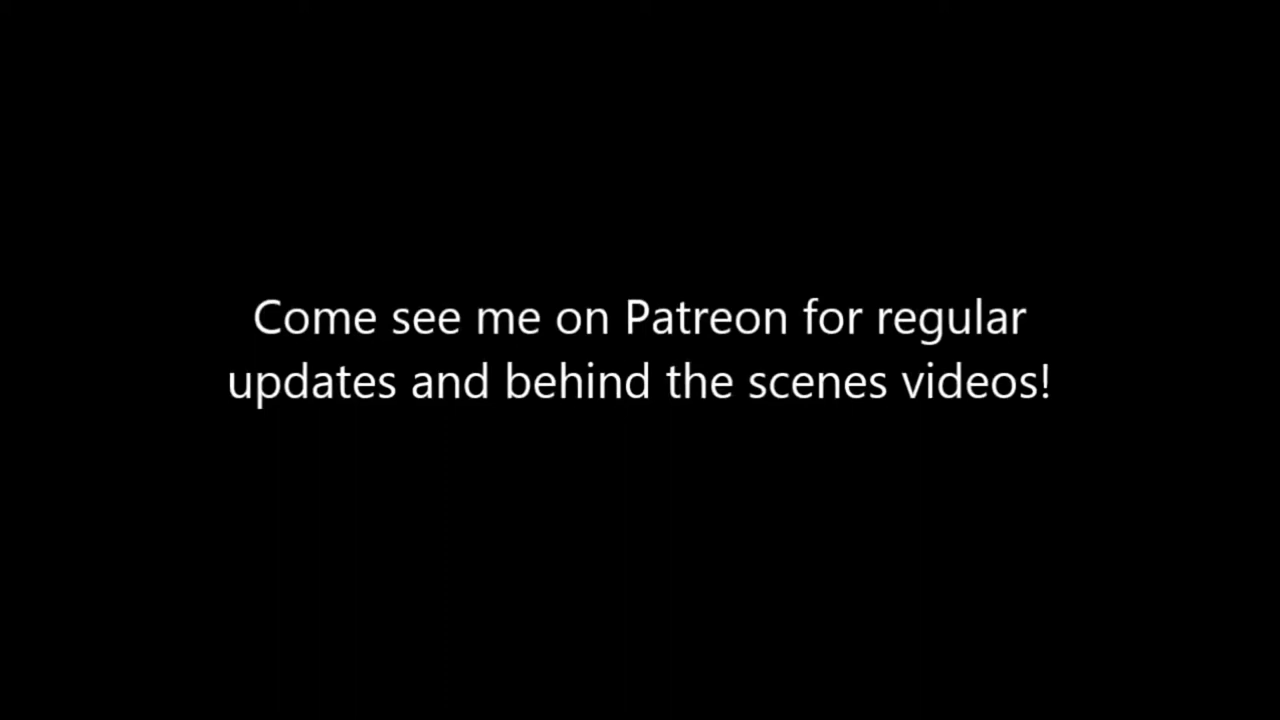 Come see me on Patreon for regular
updates and behind the scenes videos!